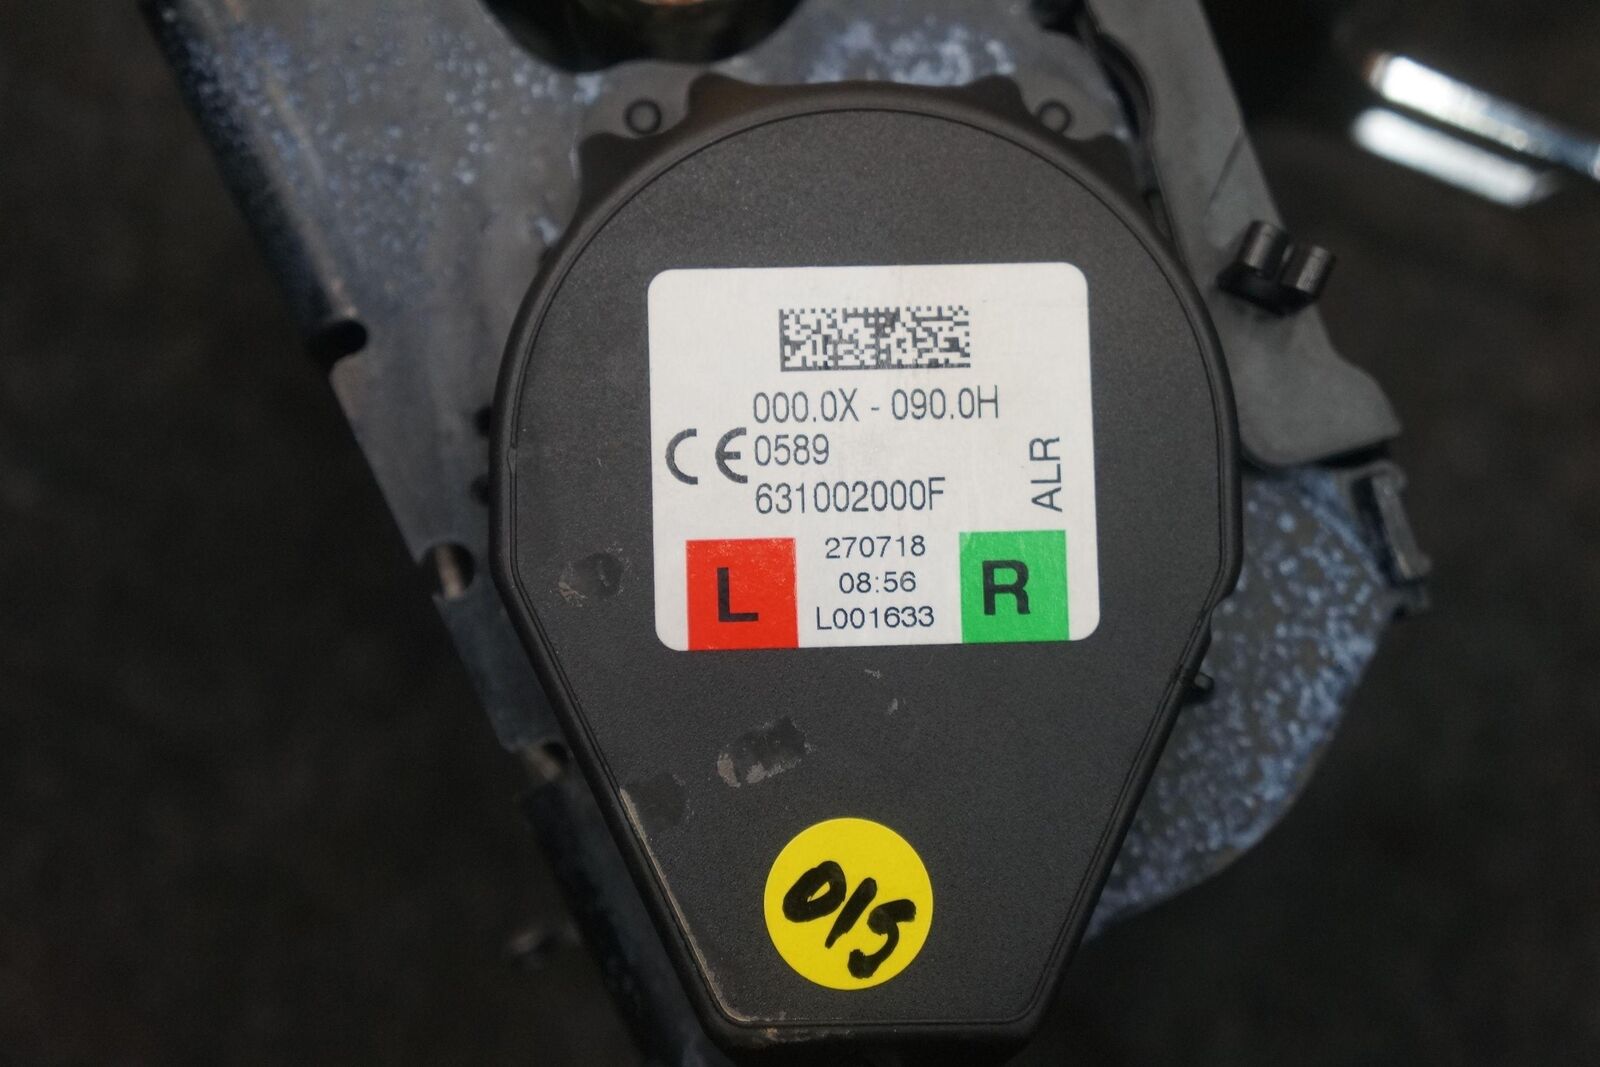 000.0X - 090.0H
CE 0589
631002000F
ALR
270718
08:56
L001633
L
R
015